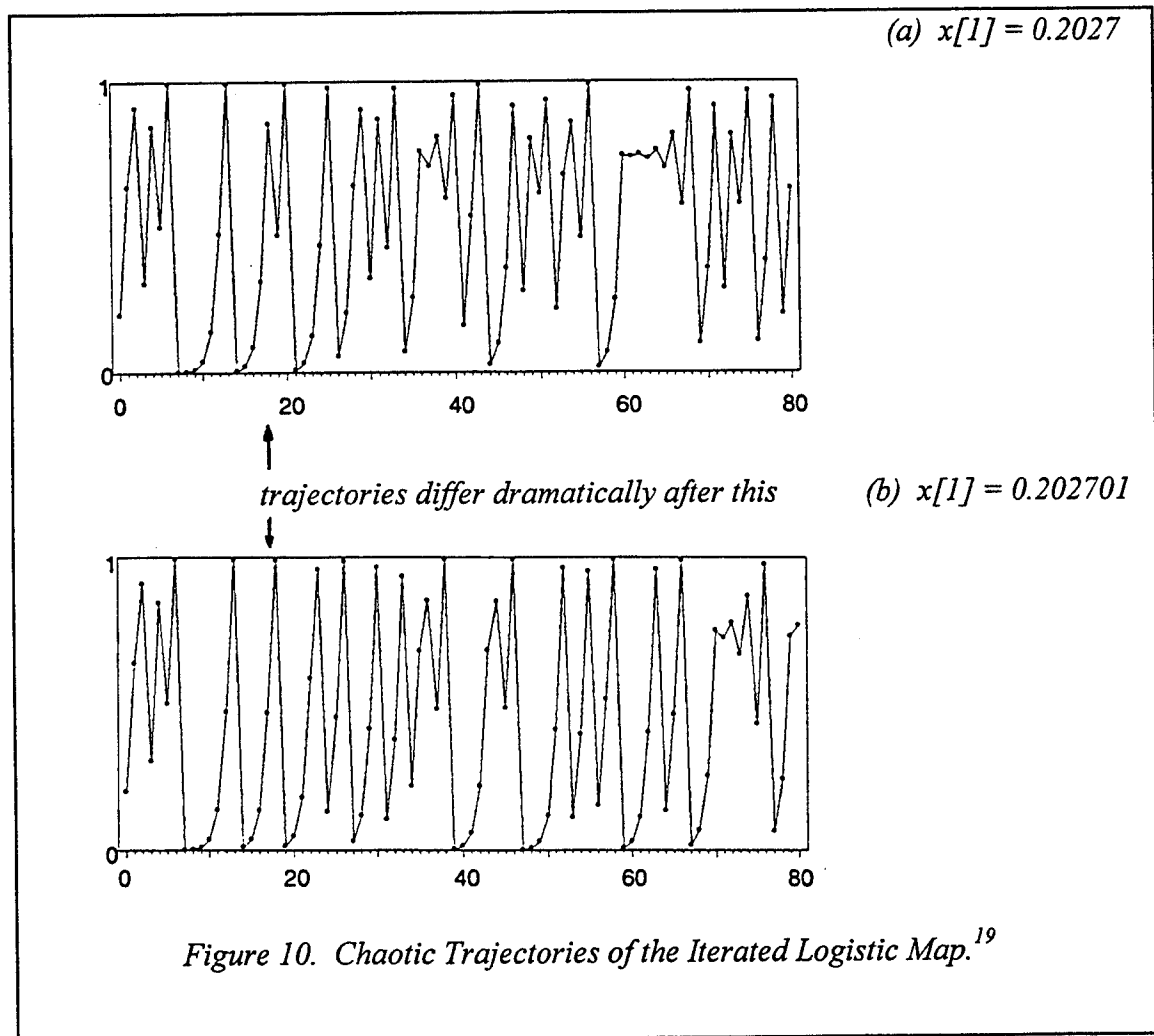 (a) x[1] = 0.2027
1
0
0 20 40 60 80
trajectories differ dramatically after this
(b) x[1] = 0.202701
1
0
0 20 40 60 80
Figure 10. Chaotic Trajectories of the Iterated Logistic Map.19